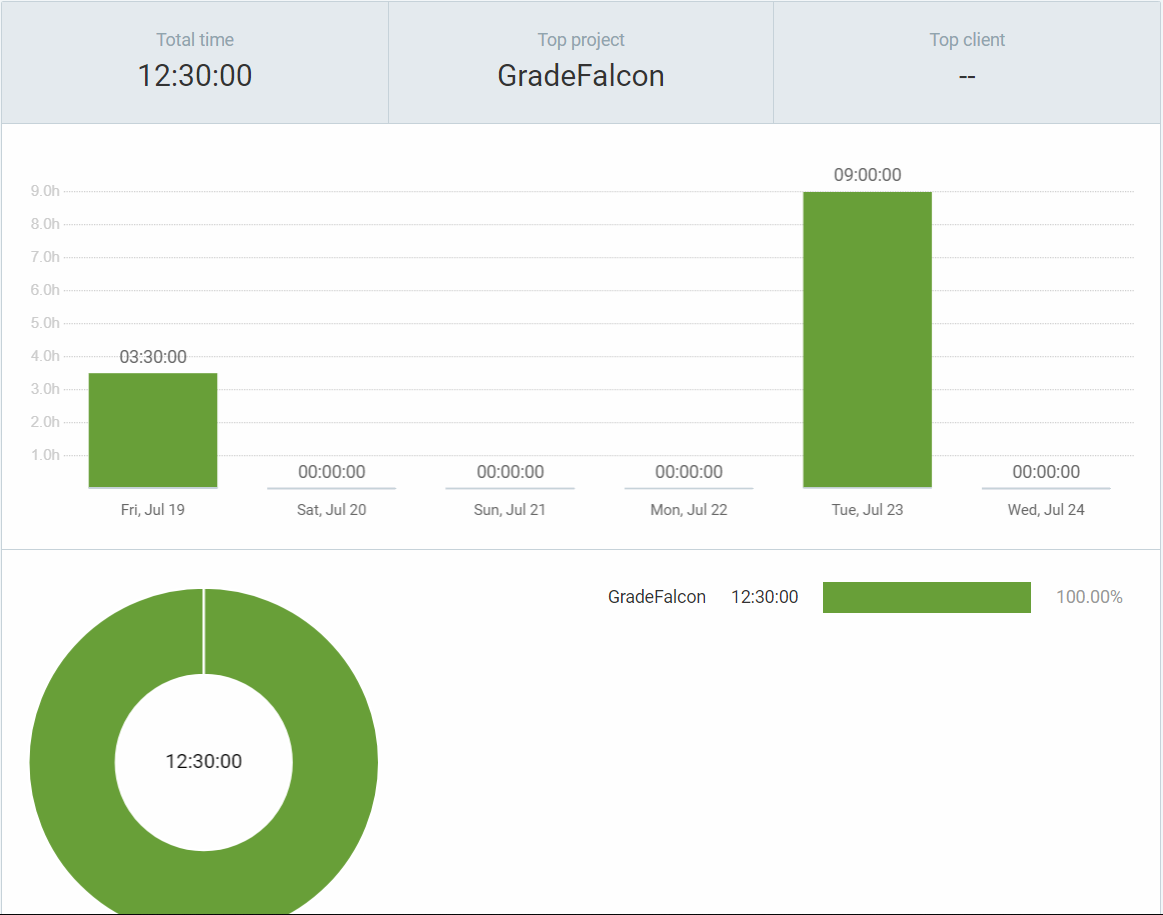 Total time
12:30:00
Top project
GradeFalcon
Top client
--
09:00:00
9.0h
8.0h
7.0h
6.0h
5.0h
4.0h
03:30:00
3.0h
2.0h
1.0h
00:00:00 00:00:00 00:00:00 00:00:00
Fri, Jul 19 Sat, Jul 20 Sun, Jul 21 Mon, Jul 22 Tue, Jul 23 Wed, Jul 24
GradeFalcon 12:30:00 100.00%
12:30:00